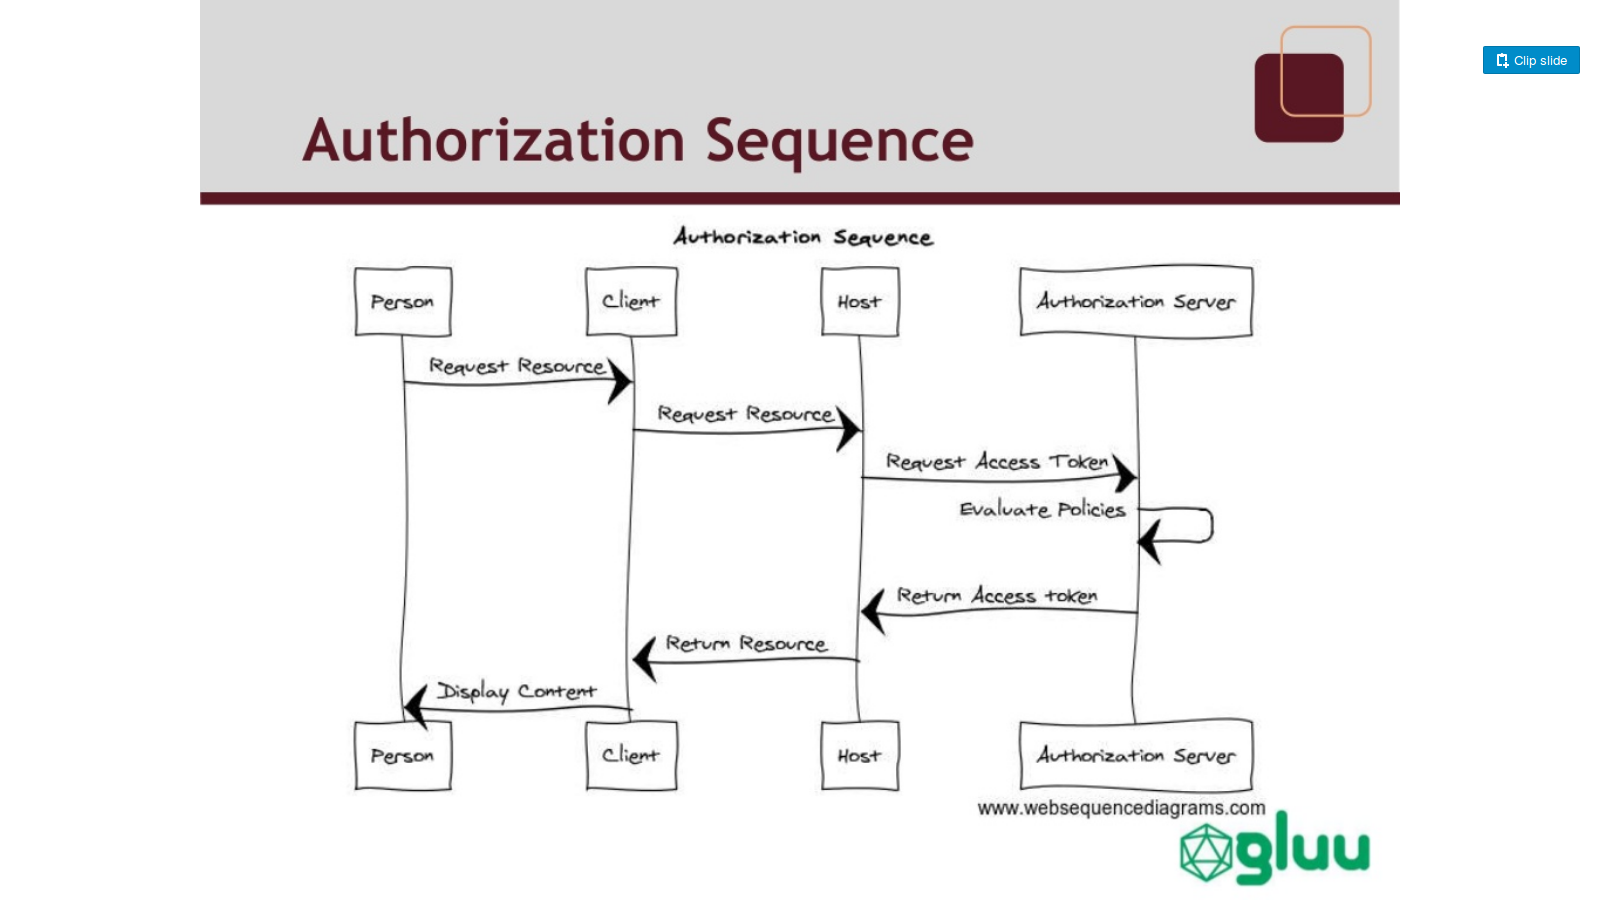 Clip slide
Authorization Sequence
Authorization Sequence
Person Client Host Authorization Server
Request Resource
Request Resource
Request Access Token
Evaluate Policies
Return Access token
Return Resource
Display Content
Person Client Host Authorization Server
www.websequencediagrams.com
gluu